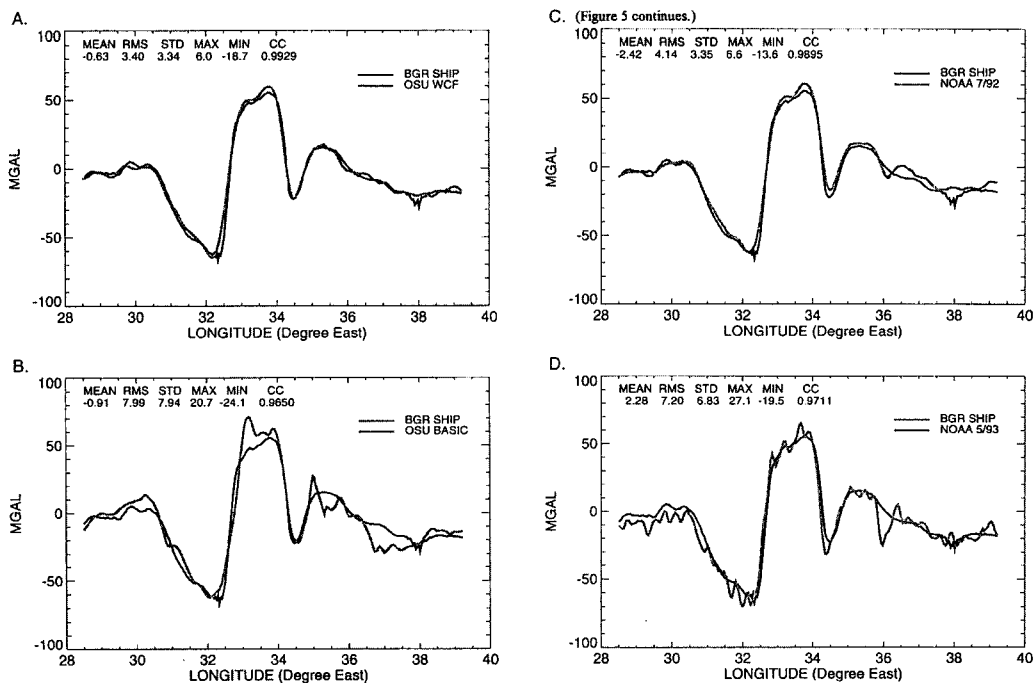 A.
MEAN RMS STD MAX MIN CC
-0.63 3.40 3.34 6.0 -18.7 0.9929
BGR SHIP
OSU WCF
100
50
0
-50
-100
MGAL
28 30 32 34 36 38 40
LONGITUDE (Degree East)
B.
MEAN RMS STD MAX MIN CC
-0.91 7.99 7.94 20.7 -24.1 0.9650
BGR SHIP
OSU BASIC
100
50
0
-50
-100
MGAL
28 30 32 34 36 38 40
LONGITUDE (Degree East)
C. (Figure 5 continues.)
MEAN RMS STD MAX MIN CC
-2.42 4.14 3.35 6.6 -13.6 0.9895
BGR SHIP
NOAA 7/92
100
50
0
-50
-100
MGAL
28 30 32 34 36 38 40
LONGITUDE (Degree East)
D.
MEAN RMS STD MAX MIN CC
2.28 7.20 6.83 27.1 -19.5 0.9711
BGR SHIP
NOAA 5/93
100
50
0
-50
-100
MGAL
28 30 32 34 36 38 40
LONGITUDE (Degree East)